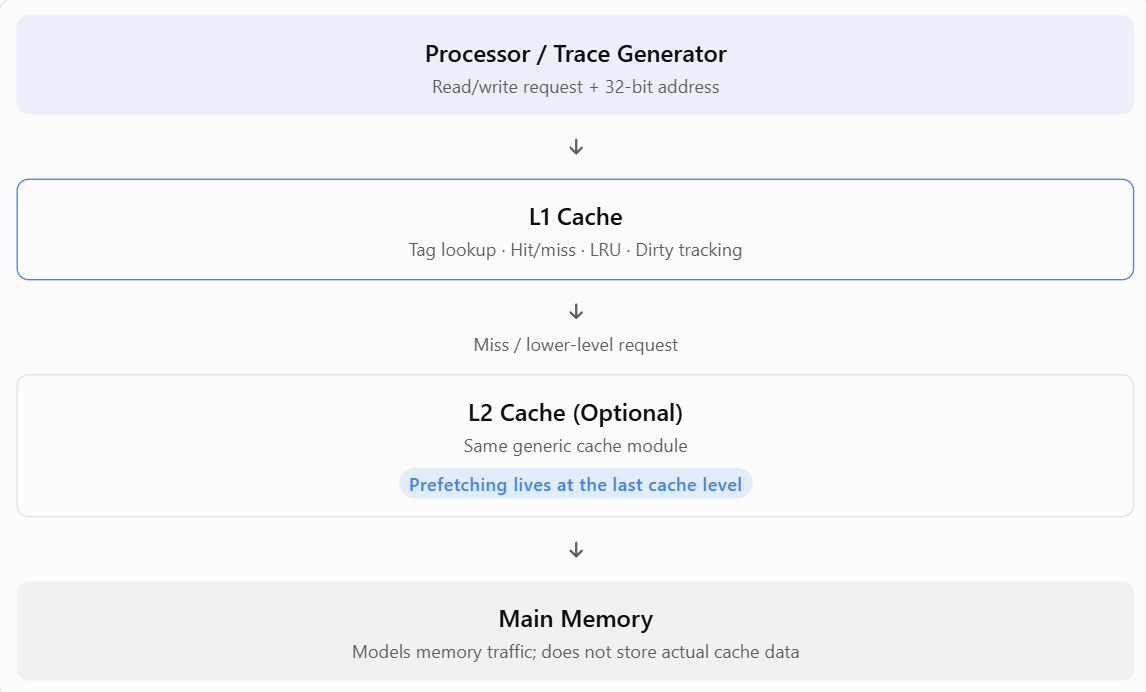 Processor / Trace Generator
Read/write request + 32-bit address
↓
L1 Cache
Tag lookup · Hit/miss · LRU · Dirty tracking
↓
Miss / lower-level request
L2 Cache (Optional)
Same generic cache module
Prefetching lives at the last cache level
↓
Main Memory
Models memory traffic; does not store actual cache data